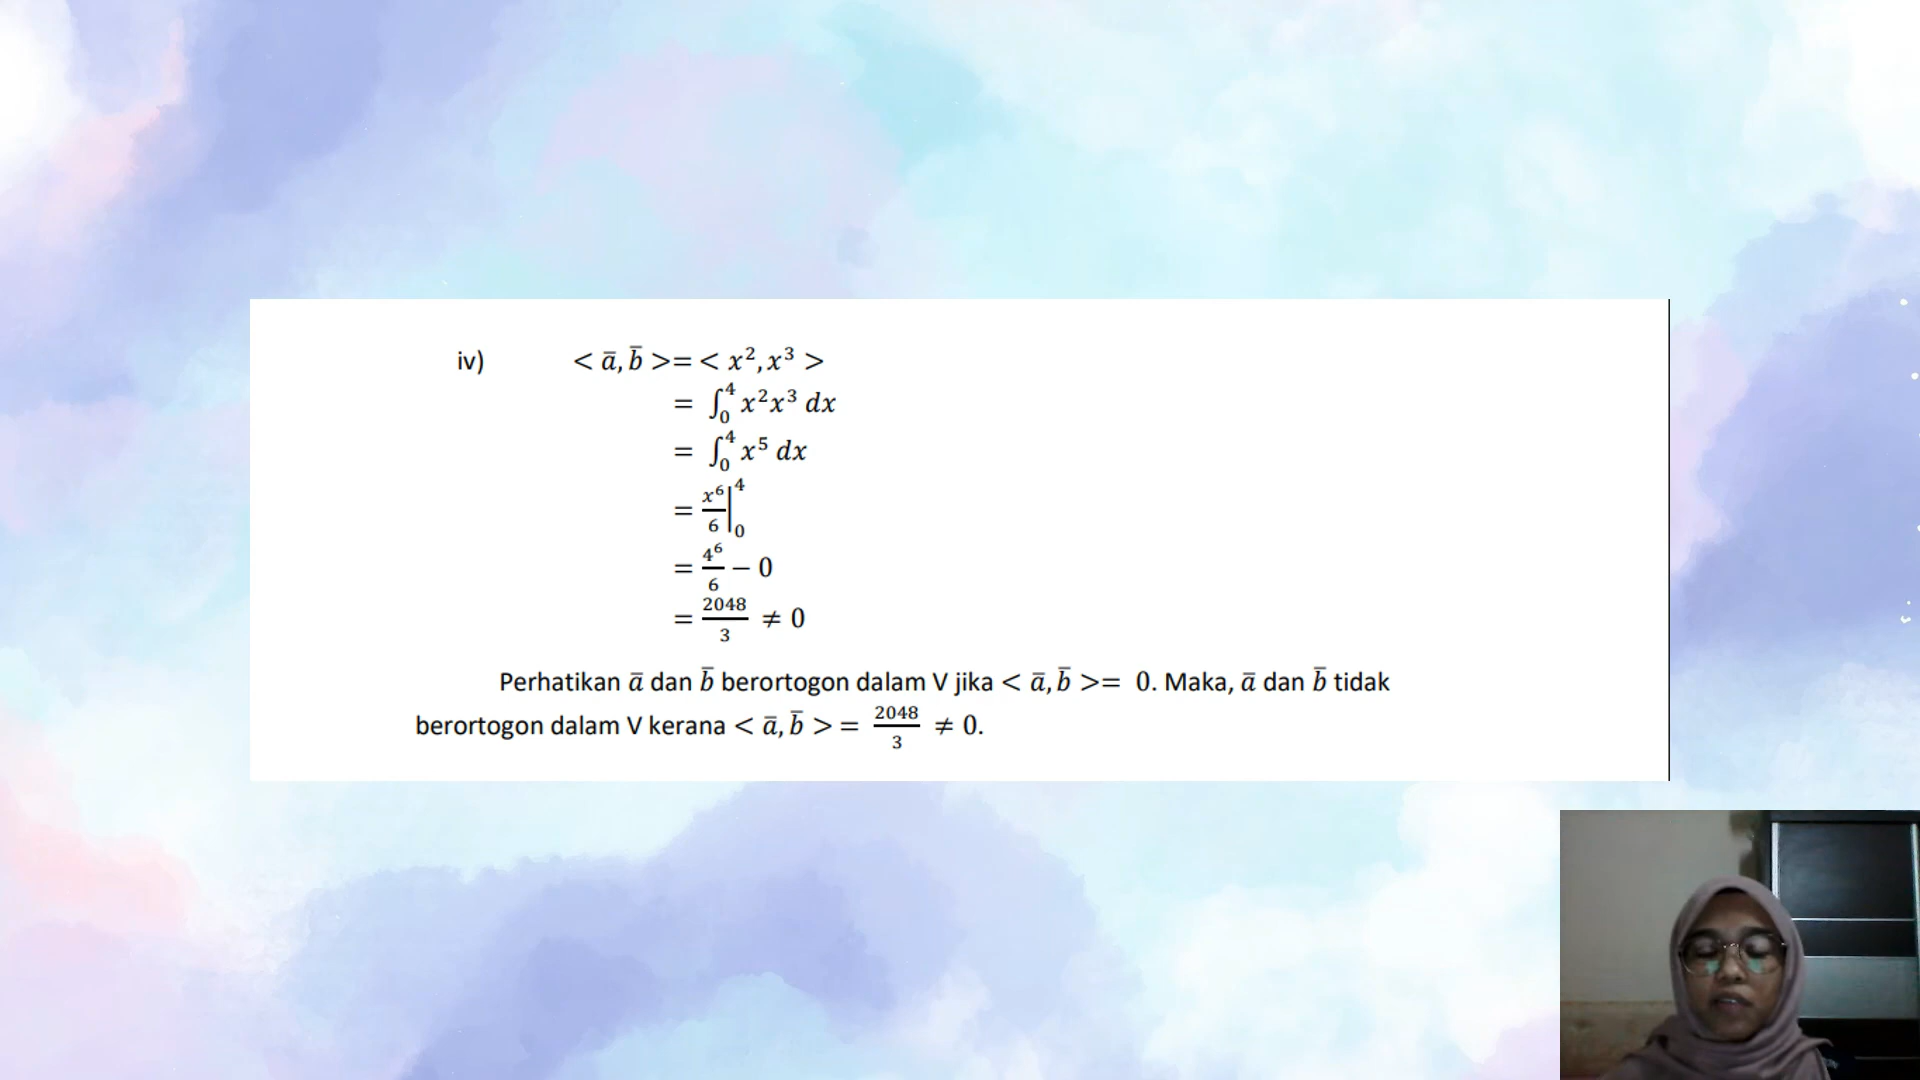 iv) < a̅, b̅ >= < x², x³ >
= ∫₀⁴ x²x³ dx
= ∫₀⁴ x⁵ dx
= x⁶/6 |₀⁴
= 4⁶/6 − 0
= 2048/3 ≠ 0
Perhatikan a̅ dan b̅ berortogon dalam V jika < a̅, b̅ >= 0. Maka, a̅ dan b̅ tidak
berortogon dalam V kerana < a̅, b̅ > = 2048/3 ≠ 0.